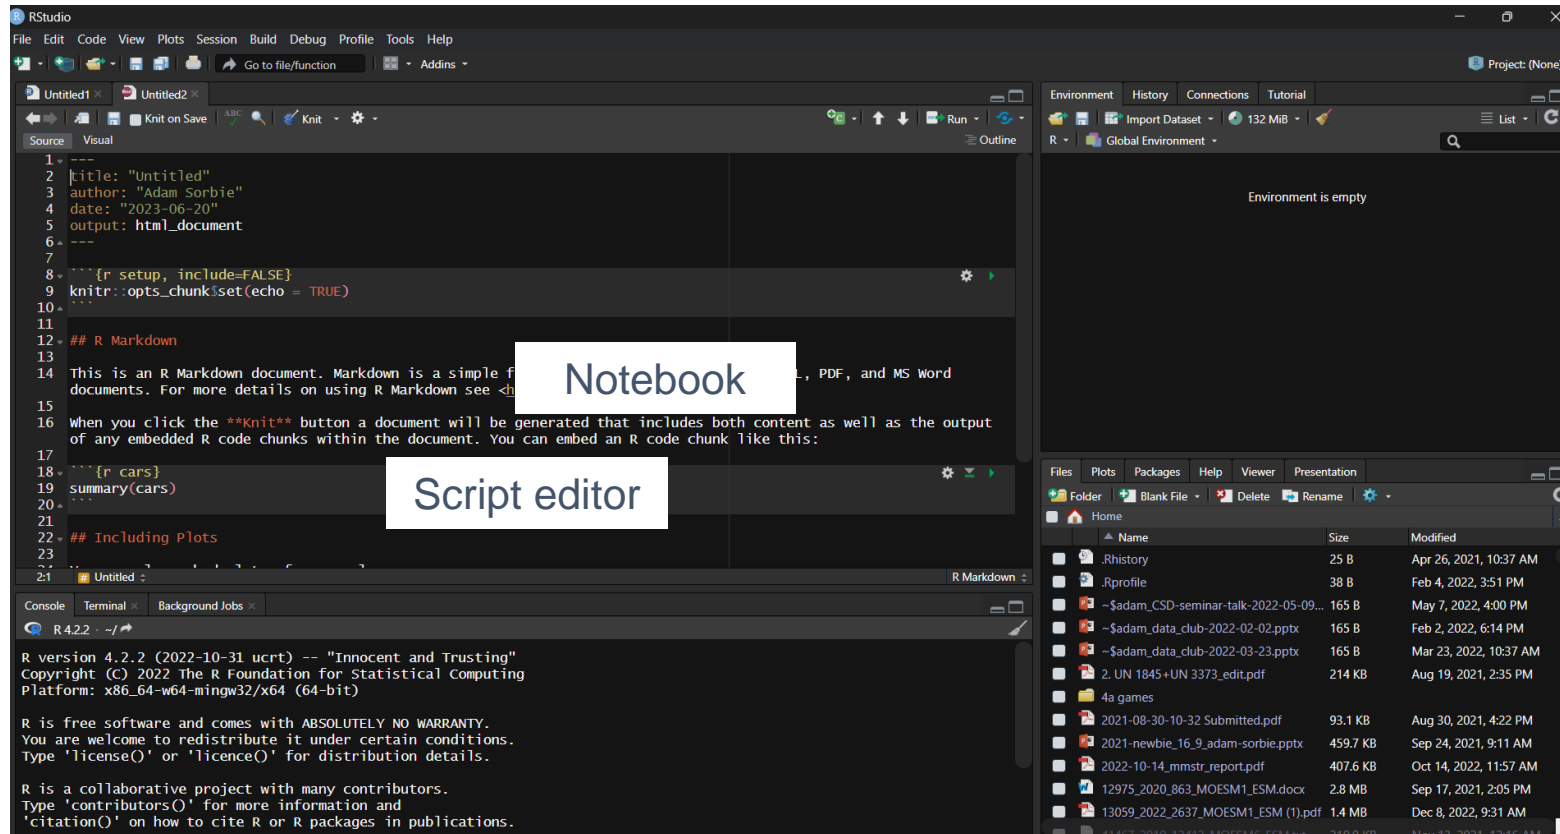 RStudio
File Edit Code View Plots Session Build Debug Profile Tools Help
Go to file/function Addins Project: (None)
Untitled1 Untitled2
Knit on Save ABC Knit Run
Source Visual Outline
1 ---
2 title: "Untitled"
3 author: "Adam Sorbie"
4 date: "2023-06-20"
5 output: html_document
6 ---
7
8 ```{r setup, include=FALSE}
9 knitr::opts_chunk$set(echo = TRUE)
10 ```
11
12 ## R Markdown
13
14 This is an R Markdown document. Markdown is a simple f , PDF, and MS Word
documents. For more details on using R Markdown see <h
Notebook
15
16 When you click the **Knit** button a document will be generated that includes both content as well as the output
of any embedded R code chunks within the document. You can embed an R code chunk like this:
17
18 ```{r cars}
19 summary(cars)
20 ```
Script editor
21
22 ## Including Plots
23
2:1 # Untitled R Markdown
Console Terminal Background Jobs
R 4.2.2 · ~/
R version 4.2.2 (2022-10-31 ucrt) -- "Innocent and Trusting"
Copyright (C) 2022 The R Foundation for Statistical Computing
Platform: x86_64-w64-mingw32/x64 (64-bit)
R is free software and comes with ABSOLUTELY NO WARRANTY.
You are welcome to redistribute it under certain conditions.
Type 'license()' or 'licence()' for distribution details.
R is a collaborative project with many contributors.
Type 'contributors()' for more information and
'citation()' on how to cite R or R packages in publications.
Environment History Connections Tutorial
Import Dataset 132 MiB List
R Global Environment
Environment is empty
Files Plots Packages Help Viewer Presentation
Folder Blank File Delete Rename
Home
Name Size Modified
.Rhistory 25 B Apr 26, 2021, 10:37 AM
.Rprofile 38 B Feb 4, 2022, 3:51 PM
~$adam_CSD-seminar-talk-2022-05-09... 165 B May 7, 2022, 4:00 PM
~$adam_data_club-2022-02-02.pptx 165 B Feb 2, 2022, 6:14 PM
~$adam_data_club-2022-03-23.pptx 165 B Mar 23, 2022, 10:37 AM
2. UN 1845+UN 3373_edit.pdf 214 KB Aug 19, 2021, 2:35 PM
4a games
2021-08-30-10-32 Submitted.pdf 93.1 KB Aug 30, 2021, 4:22 PM
2021-newbie_16_9_adam-sorbie.pptx 459.7 KB Sep 24, 2021, 9:11 AM
2022-10-14_mmstr_report.pdf 407.6 KB Oct 14, 2022, 11:57 AM
12975_2020_863_MOESM1_ESM.docx 2.8 MB Sep 17, 2021, 2:05 PM
13059_2022_2637_MOESM1_ESM (1).pdf 1.4 MB Dec 8, 2022, 9:31 AM